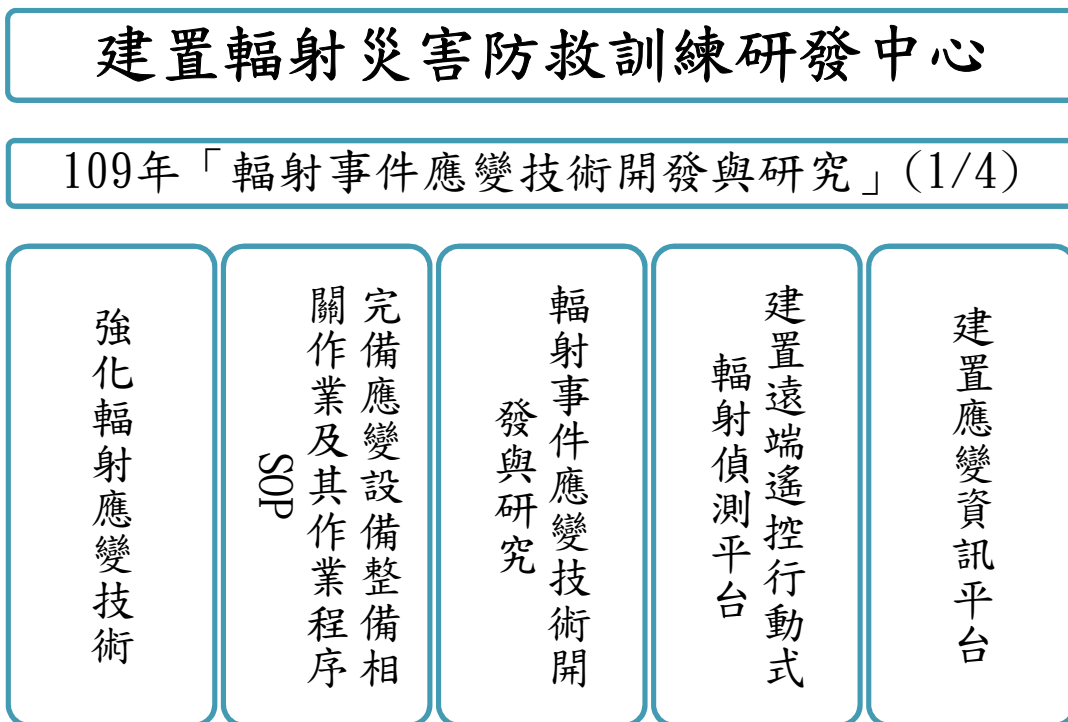 建置輻射災害防救訓練研發中心
109年「輻射事件應變技術開發與研究」(1/4)
強化輻射應變技術
完備應變設備整備相
關作業及其作業程序
SOP
輻射事件應變技術開
發與研究
建置遠端遙控行動式
輻射偵測平台
建置應變資訊平台